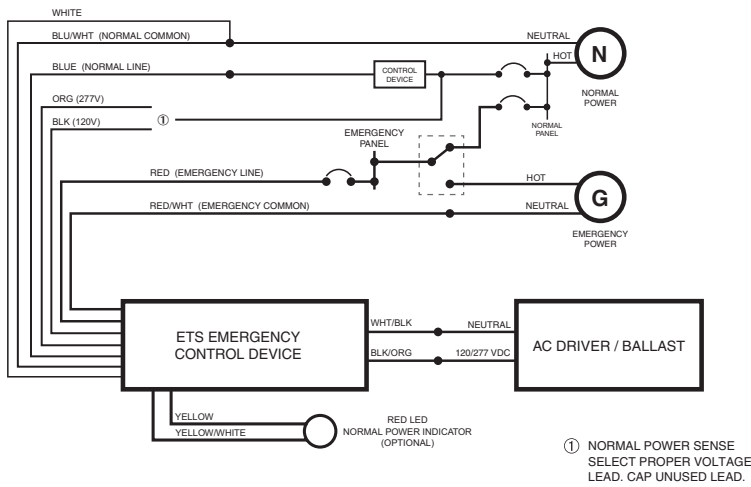 WHITE
BLU/WHT (NORMAL COMMON)
NEUTRAL
N
HOT
BLUE (NORMAL LINE)
CONTROL
DEVICE
NORMAL
POWER
ORG (277V)
①
BLK (120V)
NORMAL
PANEL
EMERGENCY
PANEL
RED (EMERGENCY LINE)
HOT
G
RED/WHT (EMERGENCY COMMON)
NEUTRAL
EMERGENCY
POWER
ETS EMERGENCY
CONTROL DEVICE
WHT/BLK
NEUTRAL
BLK/ORG
120/277 VDC
AC DRIVER / BALLAST
YELLOW
YELLOW/WHITE
RED LED
NORMAL POWER INDICATOR
(OPTIONAL)
① NORMAL POWER SENSE
SELECT PROPER VOLTAGE
LEAD. CAP UNUSED LEAD.